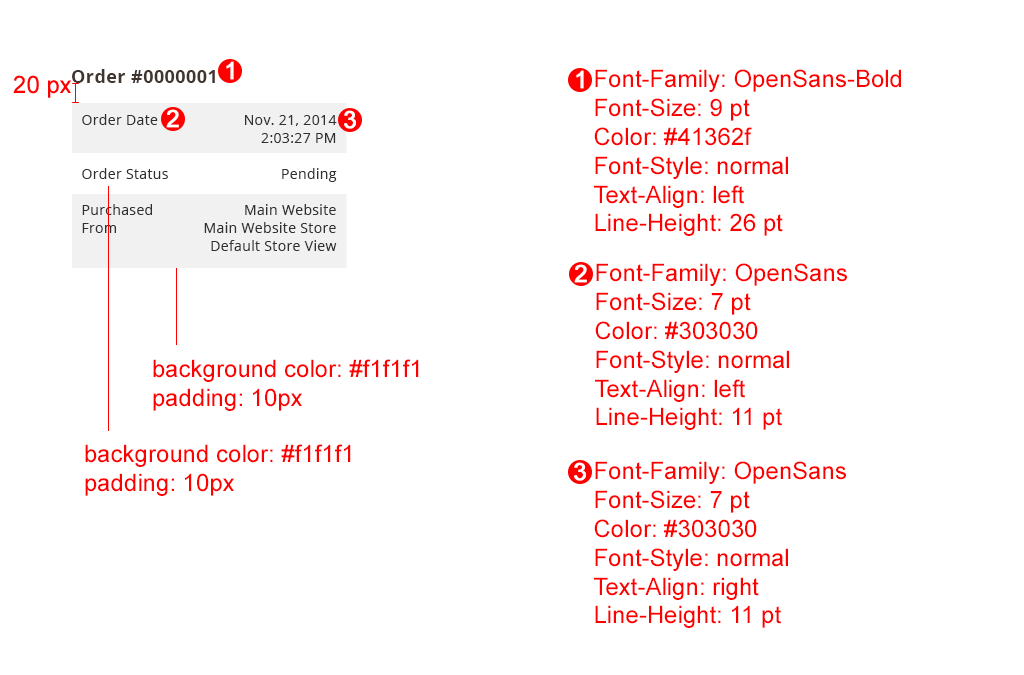 Order #0000001 1
20 px
Order Date 2 Nov. 21, 2014 3
2:03:27 PM
Order Status Pending
Purchased Main Website
From Main Website Store
Default Store View
background color: #f1f1f1
padding: 10px
background color: #f1f1f1
padding: 10px
1 Font-Family: OpenSans-Bold
Font-Size: 9 pt
Color: #41362f
Font-Style: normal
Text-Align: left
Line-Height: 26 pt
2 Font-Family: OpenSans
Font-Size: 7 pt
Color: #303030
Font-Style: normal
Text-Align: left
Line-Height: 11 pt
3 Font-Family: OpenSans
Font-Size: 7 pt
Color: #303030
Font-Style: normal
Text-Align: right
Line-Height: 11 pt